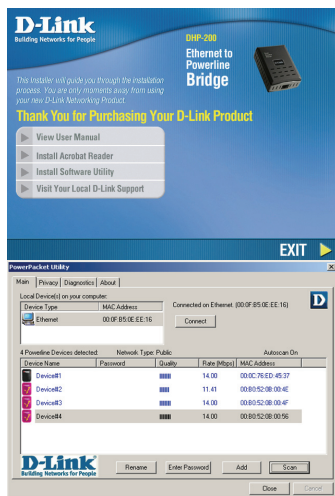 D-Link
Building Networks for People
DHP-200
Ethernet to
Powerline
Bridge
This Installer will guide you through the installation
process. You are only moments away from using
your new D-Link Networking Product.
Thank You for Purchasing Your D-Link Product
View User Manual
Install Acrobat Reader
Install Software Utility
Visit Your Local D-Link Support
EXIT
PowerPacket Utility
Main Privacy Diagnostics About
Local Device(s) on your computer:
Device Type MAC Address
Ethernet 00:0F:B5:0E:EE:16
Connected on Ethernet (00:0F:B5:0E:EE:16)
Connect
D
4 Powerline Devices detected: Network Type: Public Autoscan On
Device Name Password Quality Rate (Mbps) MAC Address
Device#1 14.00 00:0C:76:ED:45:37
Device#2 11.41 00:B0:52:0B:00:4E
Device#3 14.00 00:B0:52:0B:00:4F
Device#4 14.00 00:B0:52:0B:00:56
D-Link
Building Networks for People
Rename Enter Password Add Scan
Close Cancel